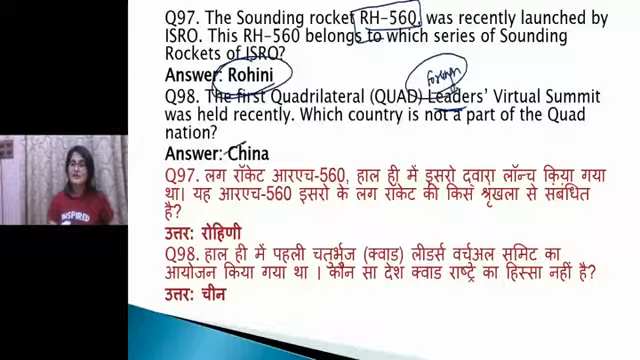 Q97. The Sounding rocket RH-560, was recently launched by
ISRO. This RH-560 belongs to which series of Sounding
Rockets of ISRO?
Answer: Rohini
foreign
Q98. The first Quadrilateral (QUAD) Leaders’ Virtual Summit
was held recently. Which country is not a part of the Quad
nation?
Answer: China
Q97. लग रॉकेट आरएच-560, हाल ही में इसरो द्वारा लॉन्च किया गया
था। यह आरएच-560 इसरो के लग रॉकेट की किस श्रृखला से संबंधित
है?
उत्तर: रोहिणी
Q98. हाल ही में पहली चतुर्भुज (क्वाड) लीडर्स वर्चअल समिट का
आयोजन किया गया था । कौन सा देश क्वाड राष्ट्रे का हिस्सा नहीं है?
उत्तर: चीन
INSPIRED